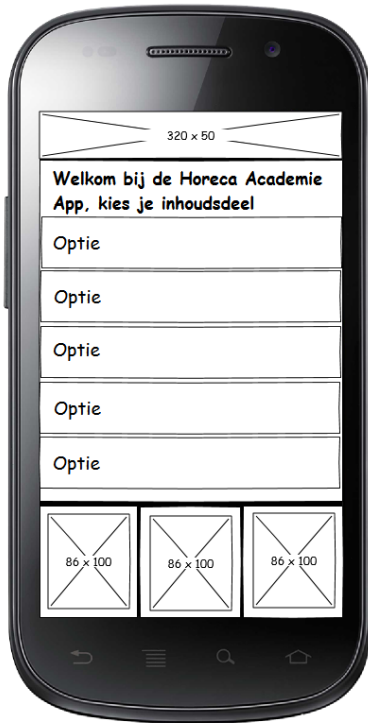 320 x 50
Welkom bij de Horeca Academie
App, kies je inhoudsdeel
Optie
Optie
Optie
Optie
Optie
86 x 100
86 x 100
86 x 100